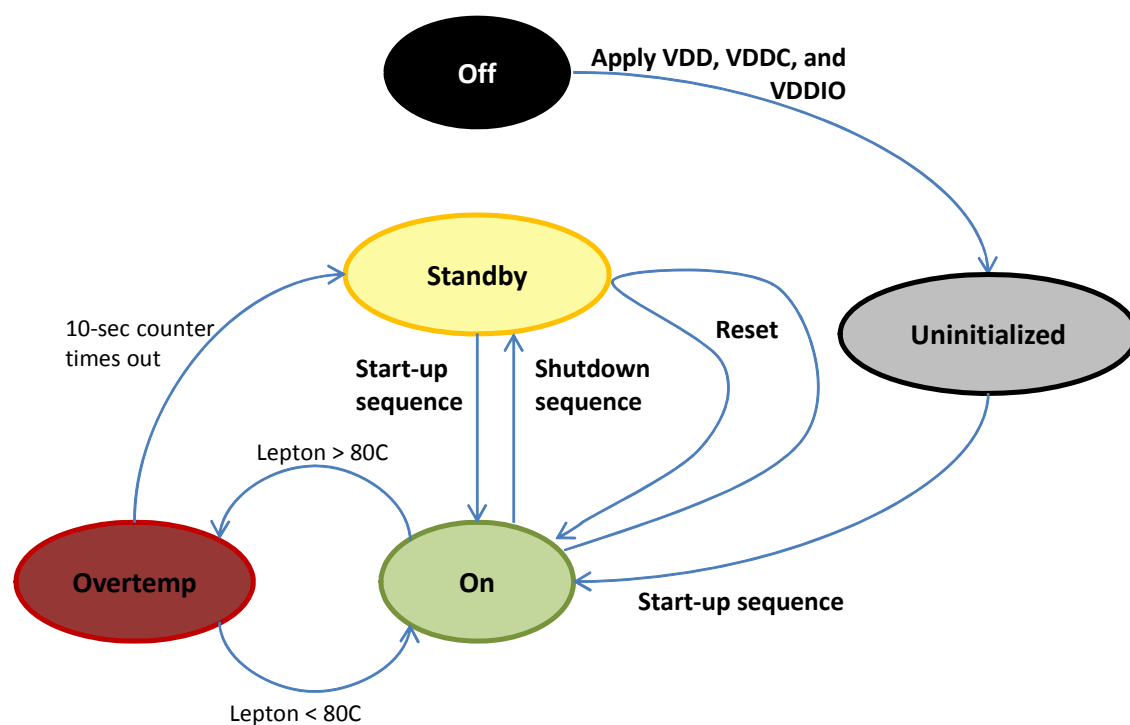 Off
Apply VDD, VDDC, and
VDDIO
Standby
Uninitialized
10-sec counter
times out
Reset
Start-up
sequence
Shutdown
sequence
Lepton > 80C
Overtemp
On
Start-up sequence
Lepton < 80C